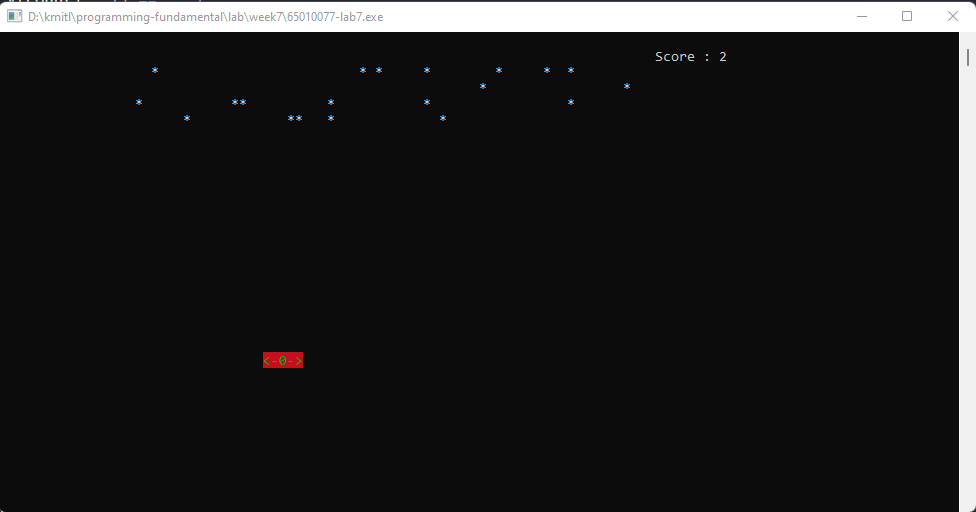 D:\kmitl\programming-fundamental\lab\week7\65010077-lab7.exe
Score : 2
* * * * * * *
* *
* ** * * *
* ** * *
<-0->